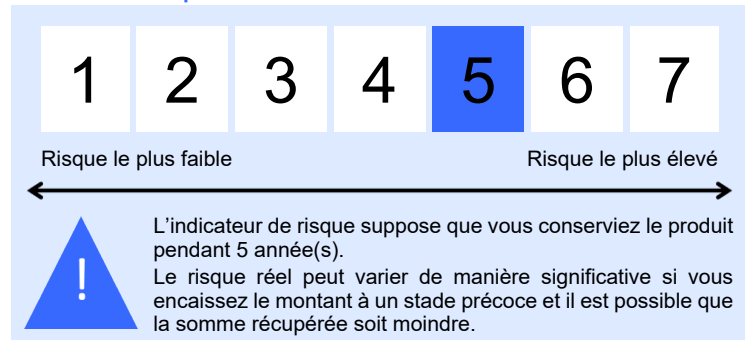 1 2 3 4 5 6 7
Risque le plus faible Risque le plus élevé
!
L'indicateur de risque suppose que vous conserviez le produit
pendant 5 année(s).
Le risque réel peut varier de manière significative si vous
encaissez le montant à un stade précoce et il est possible que
la somme récupérée soit moindre.